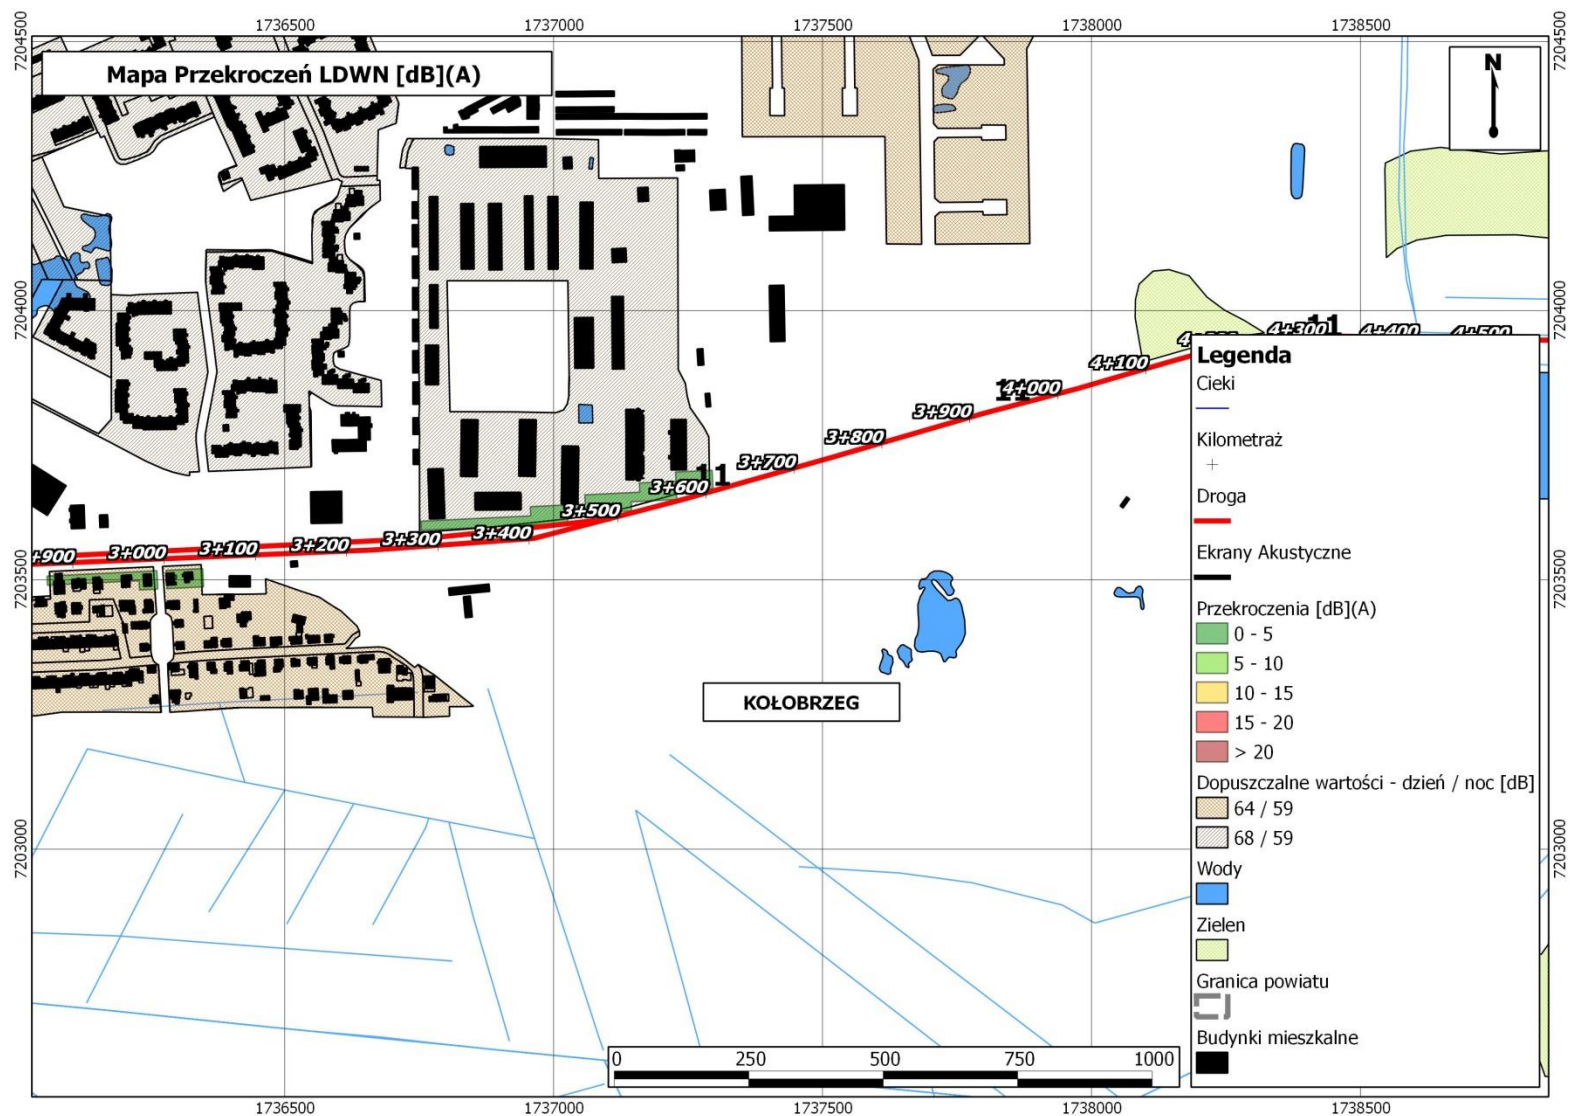 1736500 1737000 1737500 1738000 1738500
7204500 7204500
Mapa Przekroczeń LDWN [dB](A)
N
7204000 7204000
11
4+300 4+400 4+500
4+100
11
4+000
3+900
3+800
3+700
11
3+600
3+500
3+400
3+300
3+200
3+100
3+000
+900
7203500 7203500
KOŁOBRZEG
7203000 7203000
Legenda
Cieki
Kilometraż
Droga
Ekrany Akustyczne
Przekroczenia [dB](A)
0 - 5
5 - 10
10 - 15
15 - 20
> 20
Dopuszczalne wartości - dzień / noc [dB]
64 / 59
68 / 59
Wody
Zielen
Granica powiatu
Budynki mieszkalne
0 250 500 750 1000
1736500 1737000 1737500 1738000 1738500